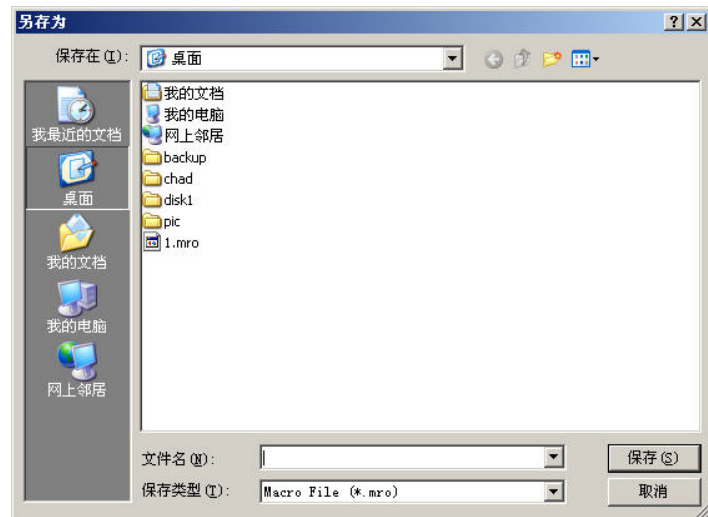 另存为
保存在(I):
桌面
我最近的文档
桌面
我的文档
我的电脑
网上邻居
我的文档
我的电脑
网上邻居
backup
chad
disk1
pic
1.mro
文件名(N):
保存(S)
保存类型(T):
Macro File (*.mro)
取消